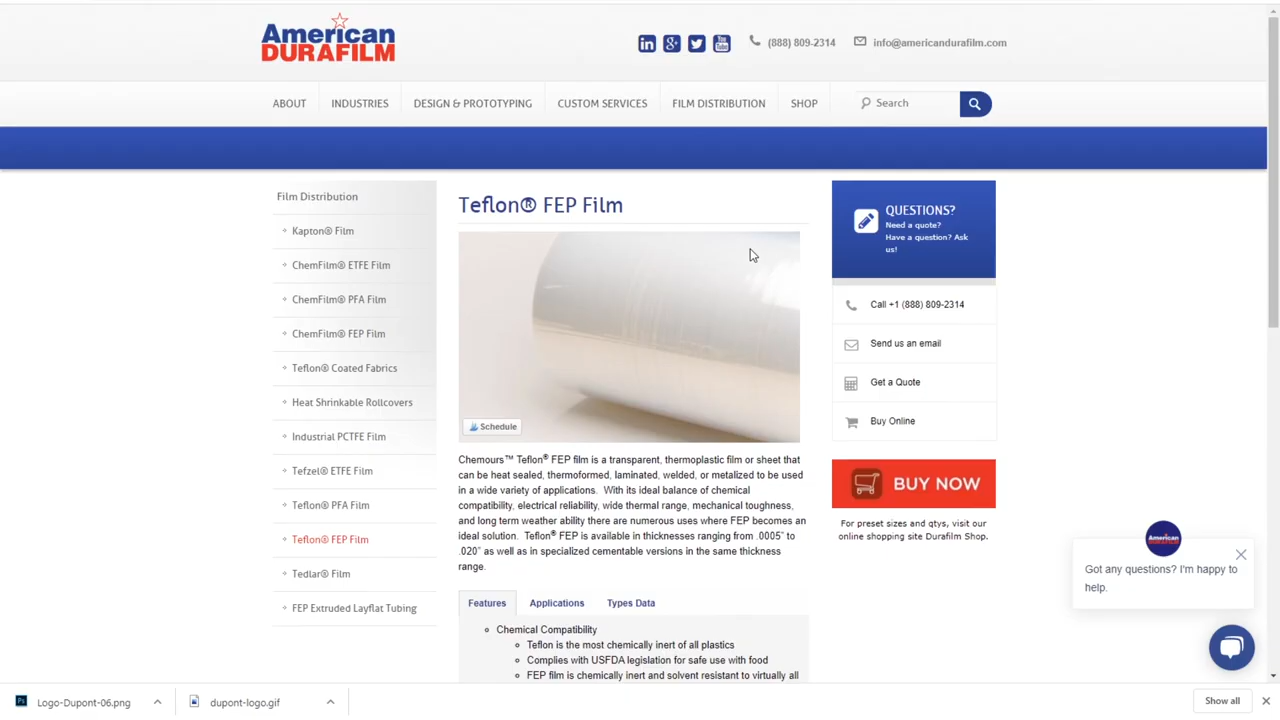 American
DURAFILM
(888) 809-2314
info@americandurafilm.com
ABOUT
INDUSTRIES
DESIGN & PROTOTYPING
CUSTOM SERVICES
FILM DISTRIBUTION
SHOP
Search
Film Distribution
Kapton® Film
ChemFilm® ETFE Film
ChemFilm® PFA Film
ChemFilm® FEP Film
Teflon® Coated Fabrics
Heat Shrinkable Rollcovers
Industrial PCTFE Film
Tefzel® ETFE Film
Teflon® PFA Film
Teflon® FEP Film
Tedlar® Film
FEP Extruded Layflat Tubing
Teflon® FEP Film
Schedule
Chemours™ Teflon® FEP film is a transparent, thermoplastic film or sheet that
can be heat sealed, thermoformed, laminated, welded, or metalized to be used
in a wide variety of applications. With its ideal balance of chemical
compatibility, electrical reliability, wide thermal range, mechanical toughness,
and long term weather ability there are numerous uses where FEP becomes an
ideal solution. Teflon® FEP is available in thicknesses ranging from .0005" to
.020" as well as in specialized cementable versions in the same thickness
range.
Features
Applications
Types Data
Chemical Compatibility
Teflon is the most chemically inert of all plastics
Complies with USFDA legislation for safe use with food
FEP film is chemically inert and solvent resistant to virtually all
QUESTIONS?
Need a quote?
Have a question? Ask
us!
Call +1 (888) 809-2314
Send us an email
Get a Quote
Buy Online
BUY NOW
For preset sizes and qtys, visit our
online shopping site Durafilm Shop.
American
Got any questions? I'm happy to
help.
Logo-Dupont-06.png
dupont-logo.gif
Show all